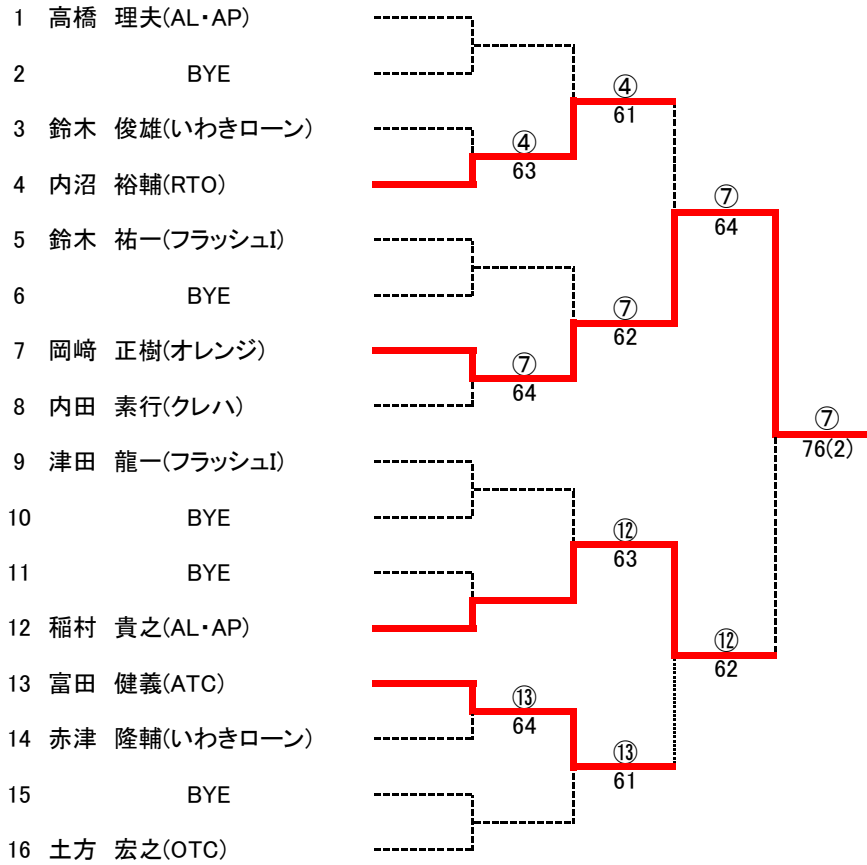 1 高橋 理夫(AL・AP)
2 BYE
3 鈴木 俊雄(いわきローン)
4 内沼 裕輔(RTO)
5 鈴木 祐一(フラッシュI)
6 BYE
7 岡﨑 正樹(オレンジ)
8 内田 素行(クレハ)
9 津田 龍一(フラッシュI)
10 BYE
11 BYE
12 稲村 貴之(AL・AP)
13 富田 健義(ATC)
14 赤津 隆輔(いわきローン)
15 BYE
16 土方 宏之(OTC)
④
63
⑦
64
⑬
64
④
61
⑦
62
⑫
63
⑬
61
⑦
64
⑫
62
⑦
76(2)